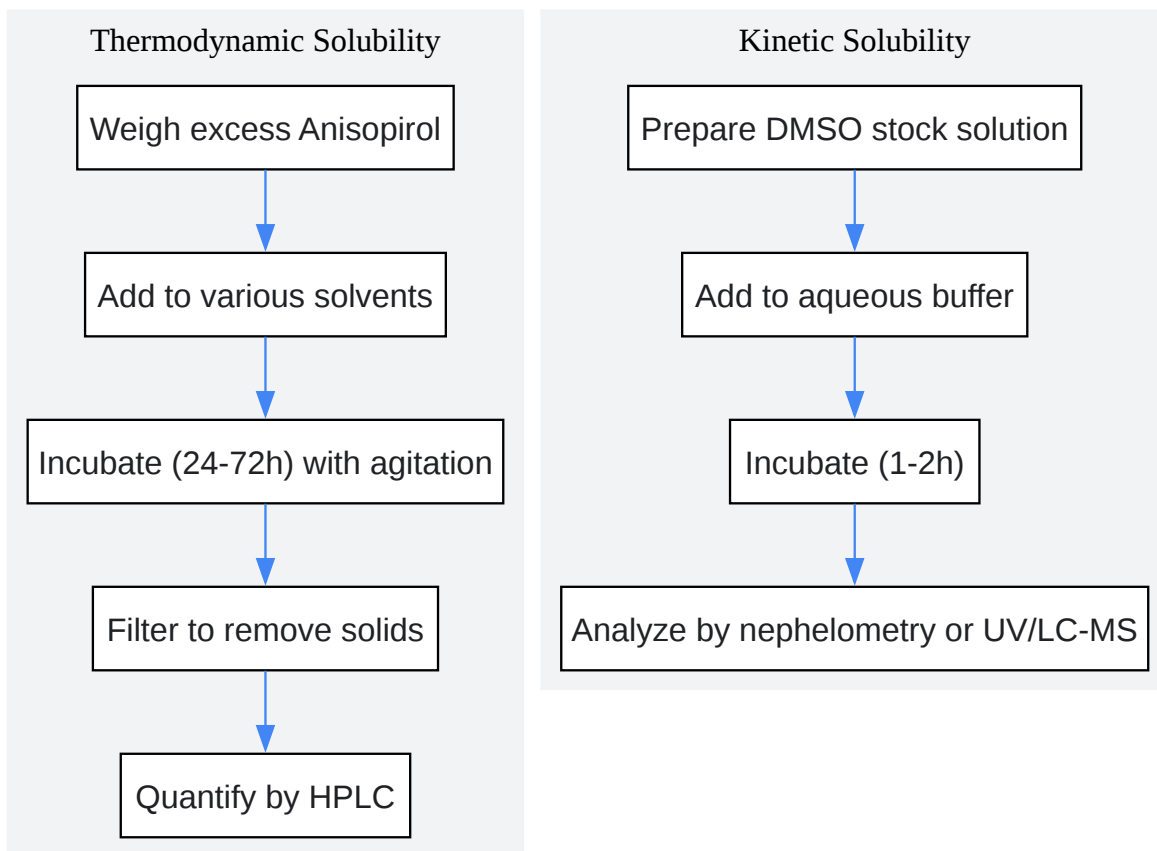 Thermodynamic Solubility
Weigh excess Anisopirol
Add to various solvents
Incubate (24-72h) with agitation
Filter to remove solids
Quantify by HPLC
Kinetic Solubility
Prepare DMSO stock solution
Add to aqueous buffer
Incubate (1-2h)
Analyze by nephelometry or UV/LC-MS